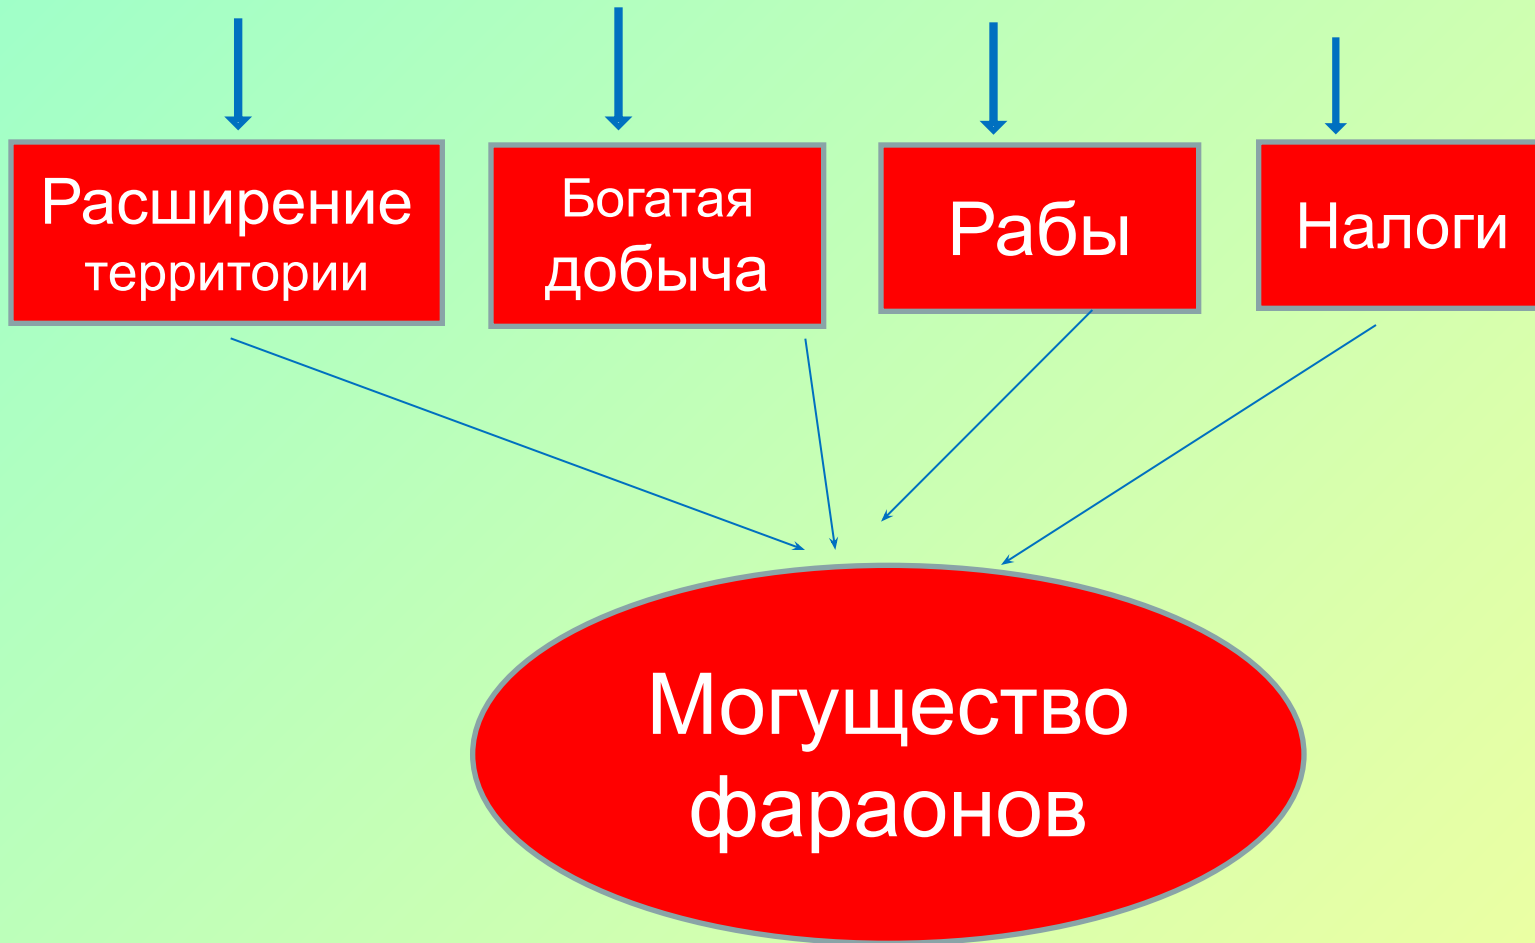 Расширение
территории
Богатая
добыча
Рабы
Налоги
Могущество
фараонов